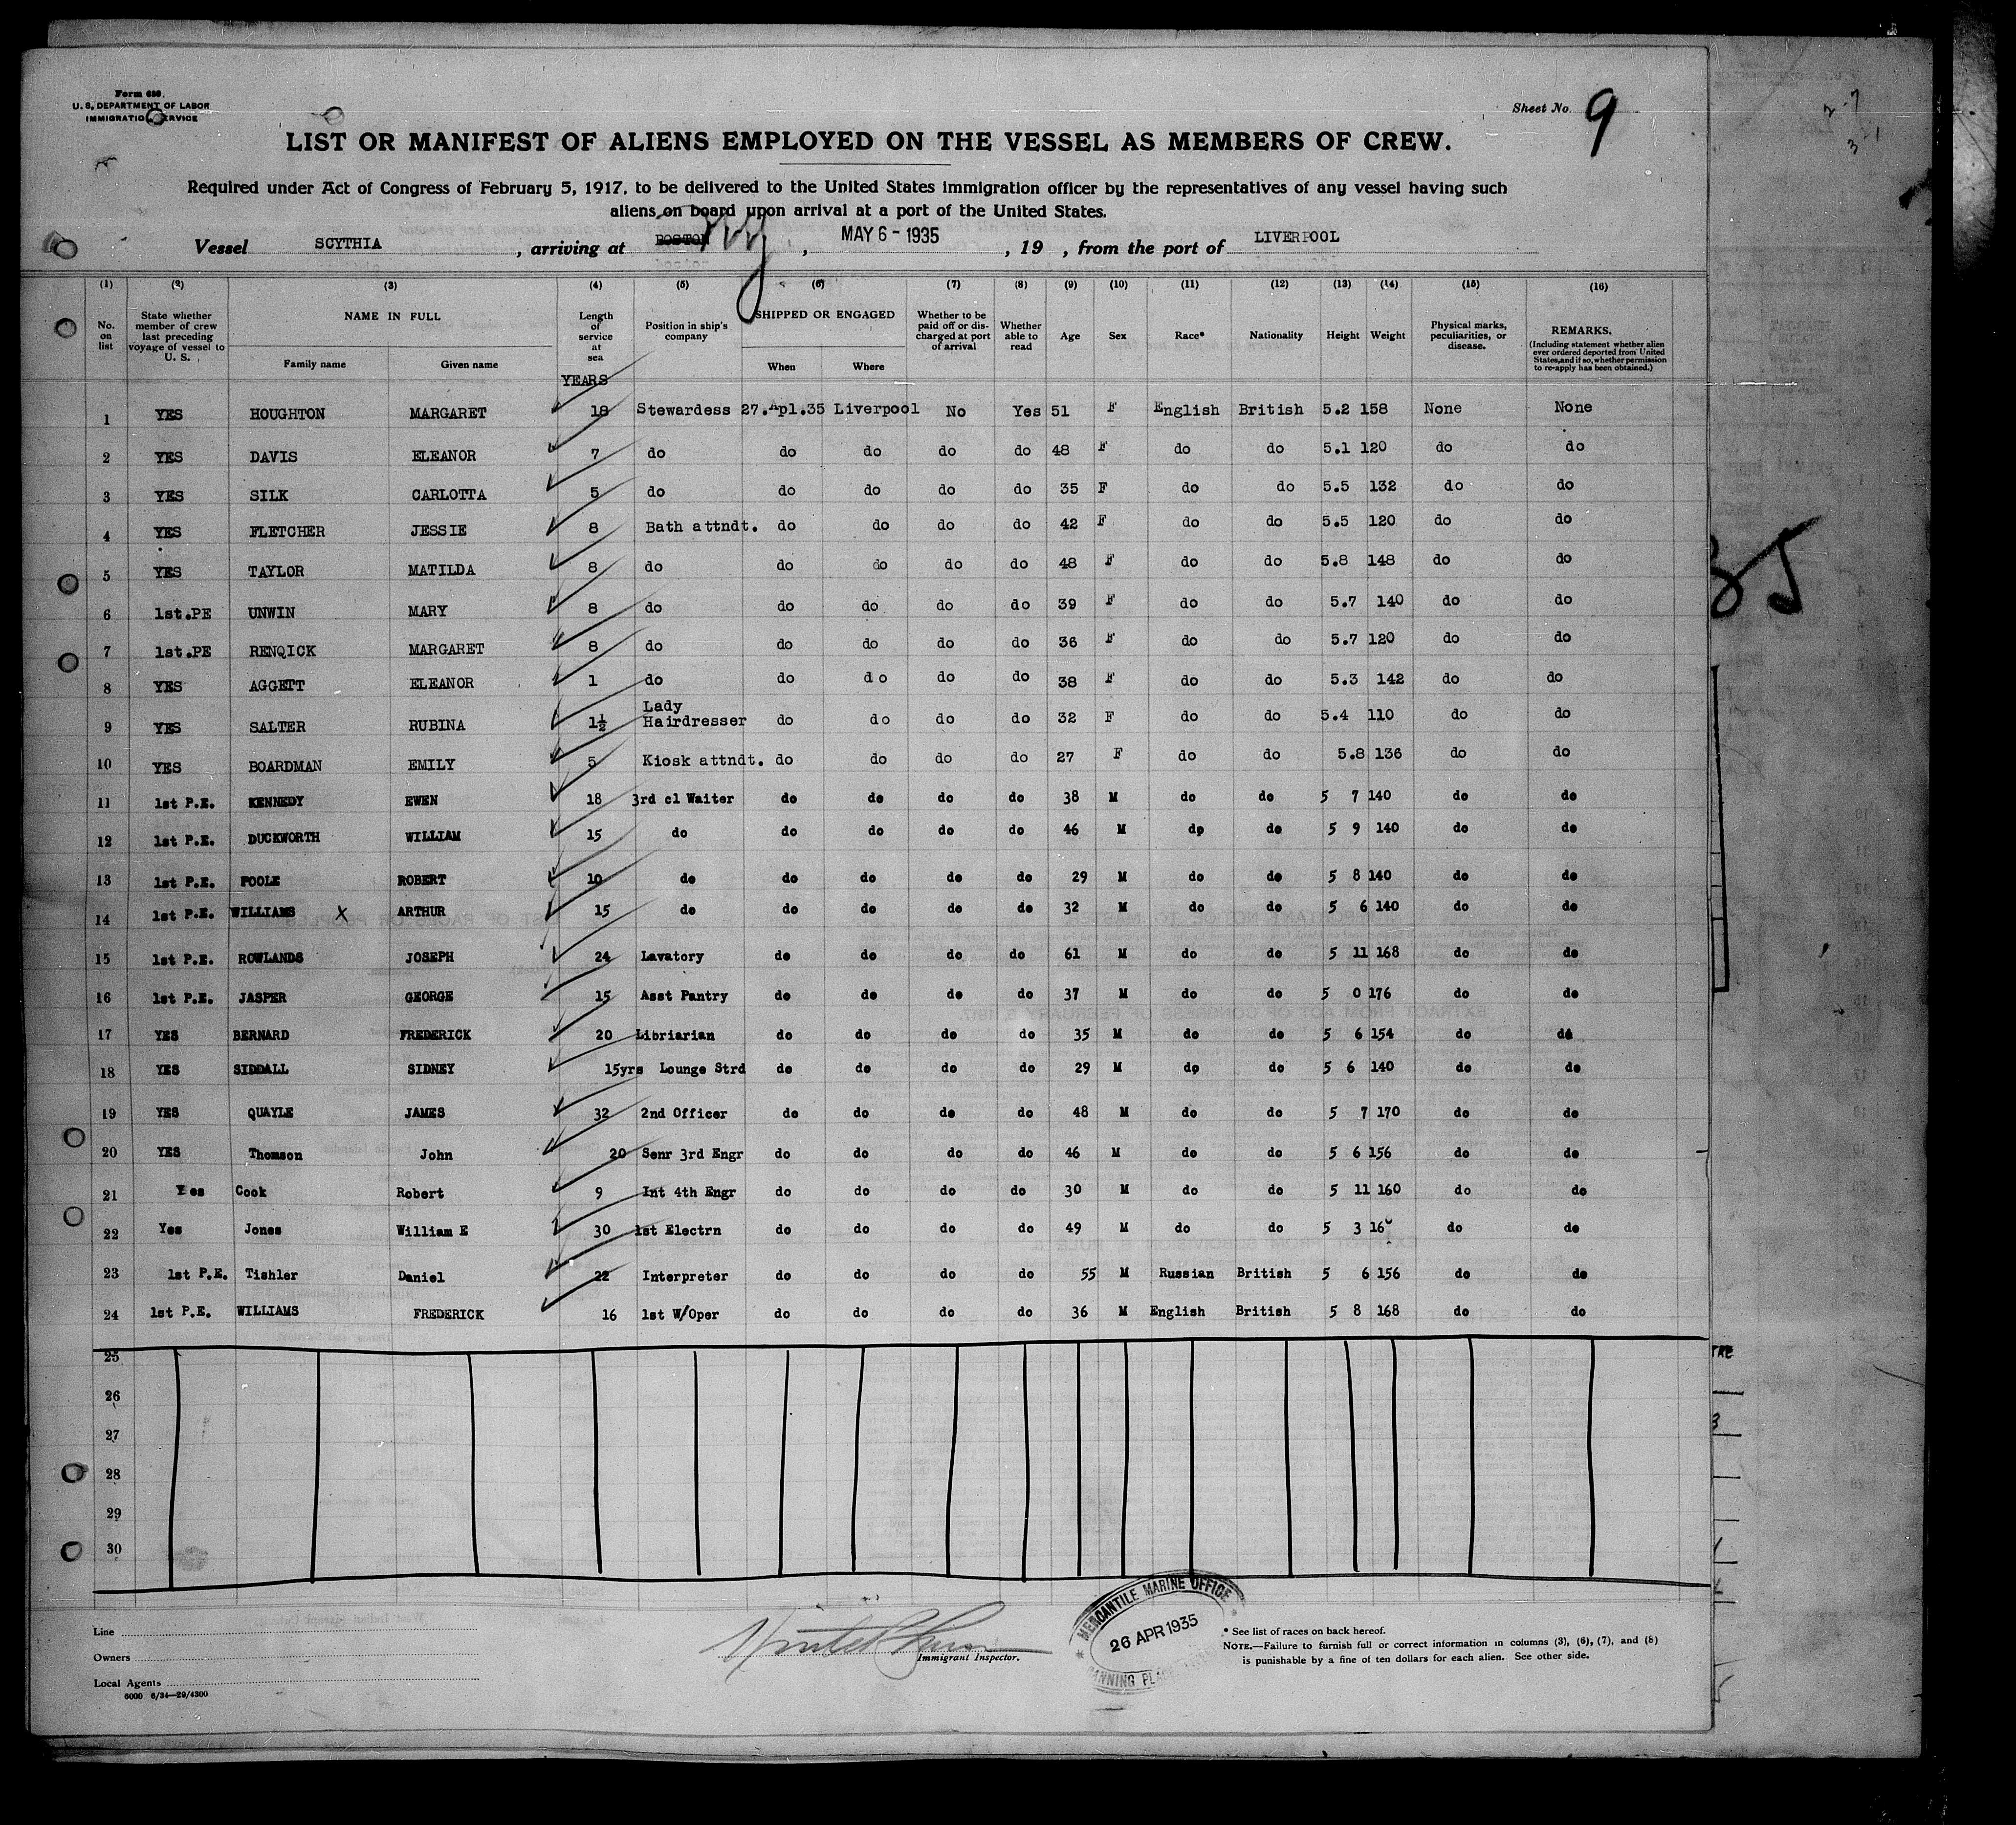 Form 680.
U. S. DEPARTMENT OF LABOR
IMMIGRATION SERVICE
Sheet No. 9
LIST OR MANIFEST OF ALIENS EMPLOYED ON THE VESSEL AS MEMBERS OF CREW.
Required under Act of Congress of February 5, 1917, to be delivered to the United States immigration officer by the representatives of any vessel having such
aliens on board upon arrival at a port of the United States.
Vessel SCYTHIA, arriving at BOSTON, MAY 6 - 1935, 19 , from the port of LIVERPOOL
(1) (2) (3) (4) (5) (6) (7) (8) (9) (10) (11) (12) (13) (14) (15) (16)
No. on list
State whether member of crew last preceding voyage of vessel to U. S.
NAME IN FULL
Family name Given name
Length of service at sea
YEARS
Position in ship's company
SHIPPED OR ENGAGED
When Where
Whether to be paid off or discharged at port of arrival
Whether able to read
Age Sex Race* Nationality Height Weight
Physical marks, peculiarities, or disease.
REMARKS.
(Including statement whether alien ever ordered deported from United States, and if so, whether permission to re-apply has been obtained.)
1 YES HOUGHTON MARGARET 18 Stewardess 27.Apl.35 Liverpool No Yes 51 F English British 5.2 158 None None
2 YES DAVIS ELEANOR 7 do do do do do 48 F do do 5.1 120 do do
3 YES SILK CARLOTTA 5 do do do do do 35 F do do 5.5 132 do do
4 YES FLETCHER JESSIE 8 Bath attndt. do do do do 42 F do do 5.5 120 do do
5 YES TAYLOR MATILDA 8 do do do do do 48 F do do 5.8 148 do do
6 1st.PE UNWIN MARY 8 do do do do do 39 F do do 5.7 140 do do
7 1st.PE RENQICK MARGARET 8 do do do do do 36 F do do 5.7 120 do do
8 YES AGGETT ELEANOR 1 do do do do do 38 F do do 5.3 142 do do
9 YES SALTER RUBINA 1½ Lady Hairdresser do do do do 32 F do do 5.4 110 do do
10 YES BOARDMAN EMILY 5 Kiosk attndt. do do do do 27 F do do 5.8 136 do do
11 1st P.E. KENNEDY EWEN 18 3rd cl Waiter do do do do 38 M do do 5 7 140 do do
12 1st P.E. DUCKWORTH WILLIAM 15 do do do do do 46 M do do 5 9 140 do do
13 1st P.E. POOLE ROBERT 10 do do do do do 29 M do do 5 8 140 do do
14 1st P.E. WILLIAMS X ARTHUR 15 do do do do do 32 M do do 5 6 140 do do
15 1st P.E. ROWLANDS JOSEPH 24 Lavatory do do do do 61 M do do 5 11 168 do do
16 1st P.E. JASPER GEORGE 15 Asst Pantry do do do do 37 M do do 5 0 176 do do
17 YES BERNARD FREDERICK 20 Libriarian do do do do 35 M do do 5 6 154 do do
18 YES SIDDALL SIDNEY 15yrs Lounge Strd do do do do 29 M do do 5 6 140 do do
19 YES QUAYLE JAMES 32 2nd Officer do do do do 48 M do do 5 7 170 do do
20 YES Thomson John 20 Senr 3rd Engr do do do do 46 M do do 5 6 156 do do
21 Yes Cook Robert 9 Int 4th Engr do do do do 30 M do do 5 11 160 do do
22 Yes Jones William E 30 1st Electrn do do do do 49 M do do 5 3 160 do do
23 1st P.E. Tishler Daniel 22 Interpreter do do do do 55 M Russian British 5 6 156 do do
24 1st P.E. WILLIAMS FREDERICK 16 1st W/Oper do do do do 36 M English British 5 8 168 do do
25
26
27
28
29
30
Line
Owners
Local Agents
6000 6/34—29/4300
Immigrant Inspector.
MERCANTILE MARINE OFFICE
26 APR 1935
* See list of races on back hereof.
NOTE.—Failure to furnish full or correct information in columns (3), (6), (7), and (8)
is punishable by a fine of ten dollars for each alien. See other side.